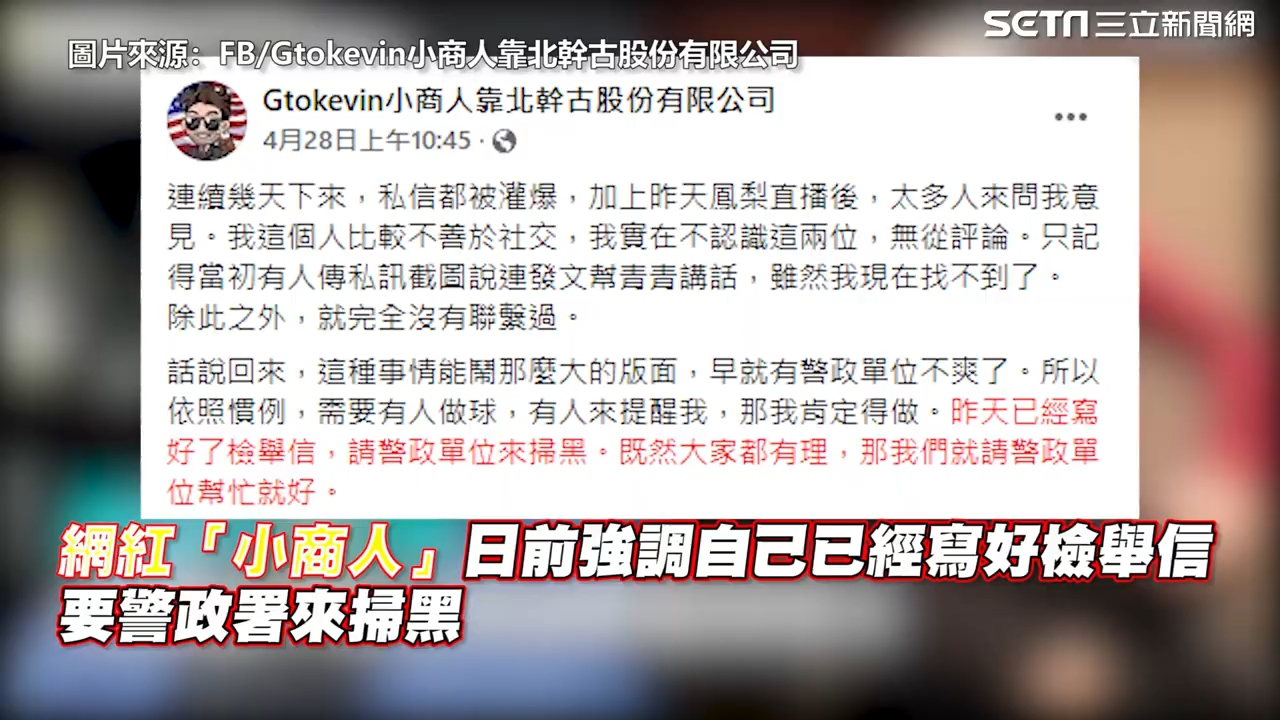 SETN三立新聞網
圖片來源：FB/Gtokevin小商人靠北幹古股份有限公司
Gtokevin小商人靠北幹古股份有限公司
4月28日上午10:45 ·
連續幾天下來，私信都被灌爆，加上昨天鳳梨直播後，太多人來問我意
見。我這個人比較不善於社交，我實在不認識這兩位，無從評論。只記
得當初有人傳私訊截圖說連發文幫青青講話，雖然我現在找不到了。
除此之外，就完全沒有聯繫過。
話說回來，這種事情能鬧那麼大的版面，早就有警政單位不爽了。所以
依照慣例，需要有人做球，有人來提醒我，那我肯定得做。昨天已經寫
好了檢舉信，請警政單位來掃黑。既然大家都有理，那我們就請警政單
位幫忙就好。
網紅「小商人」日前強調自己已經寫好檢舉信
要警政署來掃黑